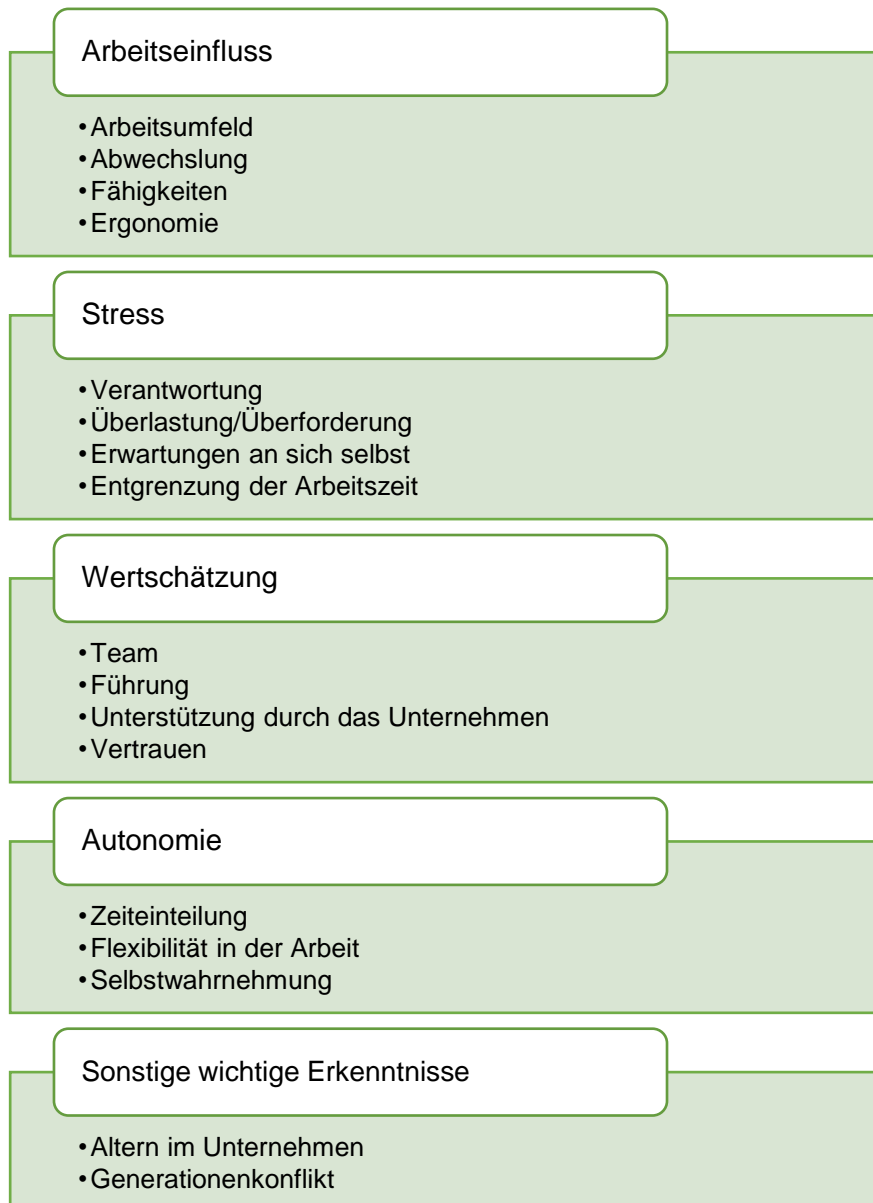 Arbeitseinfluss
•Arbeitsumfeld
•Abwechslung
•Fähigkeiten
•Ergonomie
Stress
•Verantwortung
•Überlastung/Überforderung
•Erwartungen an sich selbst
•Entgrenzung der Arbeitszeit
Wertschätzung
•Team
•Führung
•Unterstützung durch das Unternehmen
•Vertrauen
Autonomie
•Zeiteinteilung
•Flexibilität in der Arbeit
•Selbstwahrnehmung
Sonstige wichtige Erkenntnisse
•Altern im Unternehmen
•Generationenkonflikt